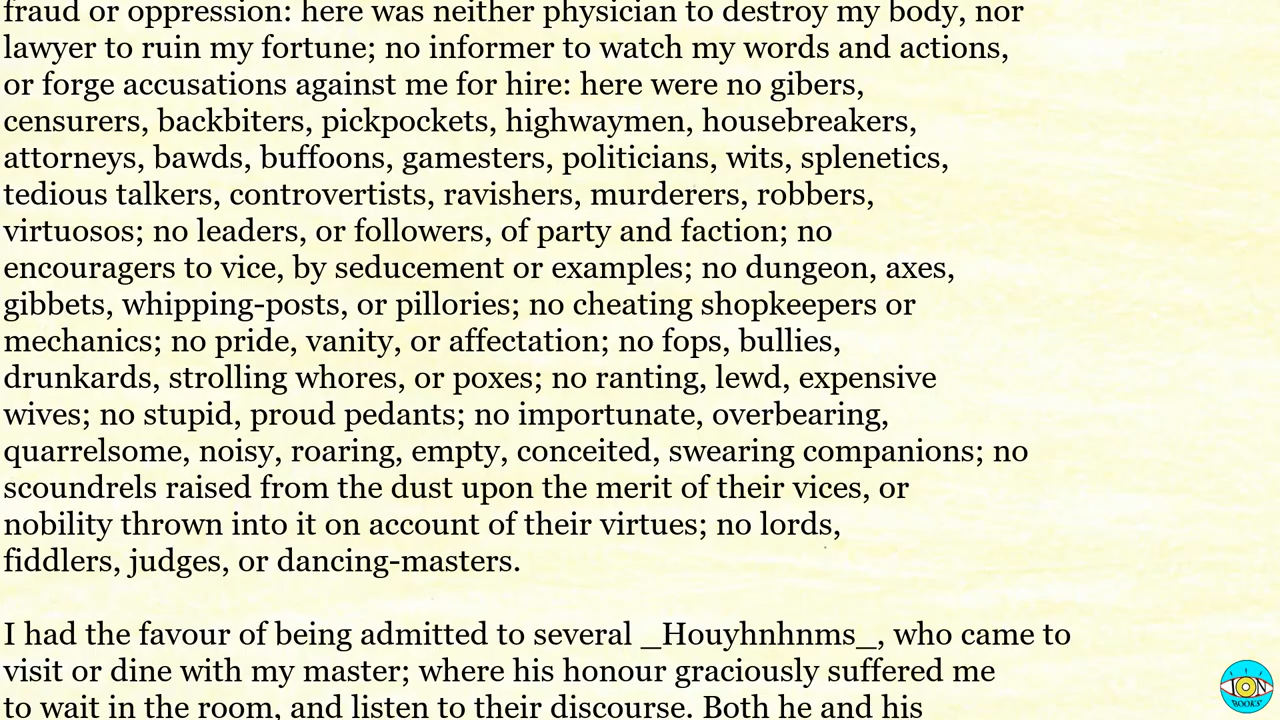 fraud or oppression: here was neither physician to destroy my body, nor
lawyer to ruin my fortune; no informer to watch my words and actions,
or forge accusations against me for hire: here were no gibers,
censurers, backbiters, pickpockets, highwaymen, housebreakers,
attorneys, bawds, buffoons, gamesters, politicians, wits, splenetics,
tedious talkers, controvertists, ravishers, murderers, robbers,
virtuosos; no leaders, or followers, of party and faction; no
encouragers to vice, by seducement or examples; no dungeon, axes,
gibbets, whipping-posts, or pillories; no cheating shopkeepers or
mechanics; no pride, vanity, or affectation; no fops, bullies,
drunkards, strolling whores, or poxes; no ranting, lewd, expensive
wives; no stupid, proud pedants; no importunate, overbearing,
quarrelsome, noisy, roaring, empty, conceited, swearing companions; no
scoundrels raised from the dust upon the merit of their vices, or
nobility thrown into it on account of their virtues; no lords,
fiddlers, judges, or dancing-masters.
I had the favour of being admitted to several _Houyhnhnms_, who came to
visit or dine with my master; where his honour graciously suffered me
to wait in the room, and listen to their discourse. Both he and his
ION
BOOKS